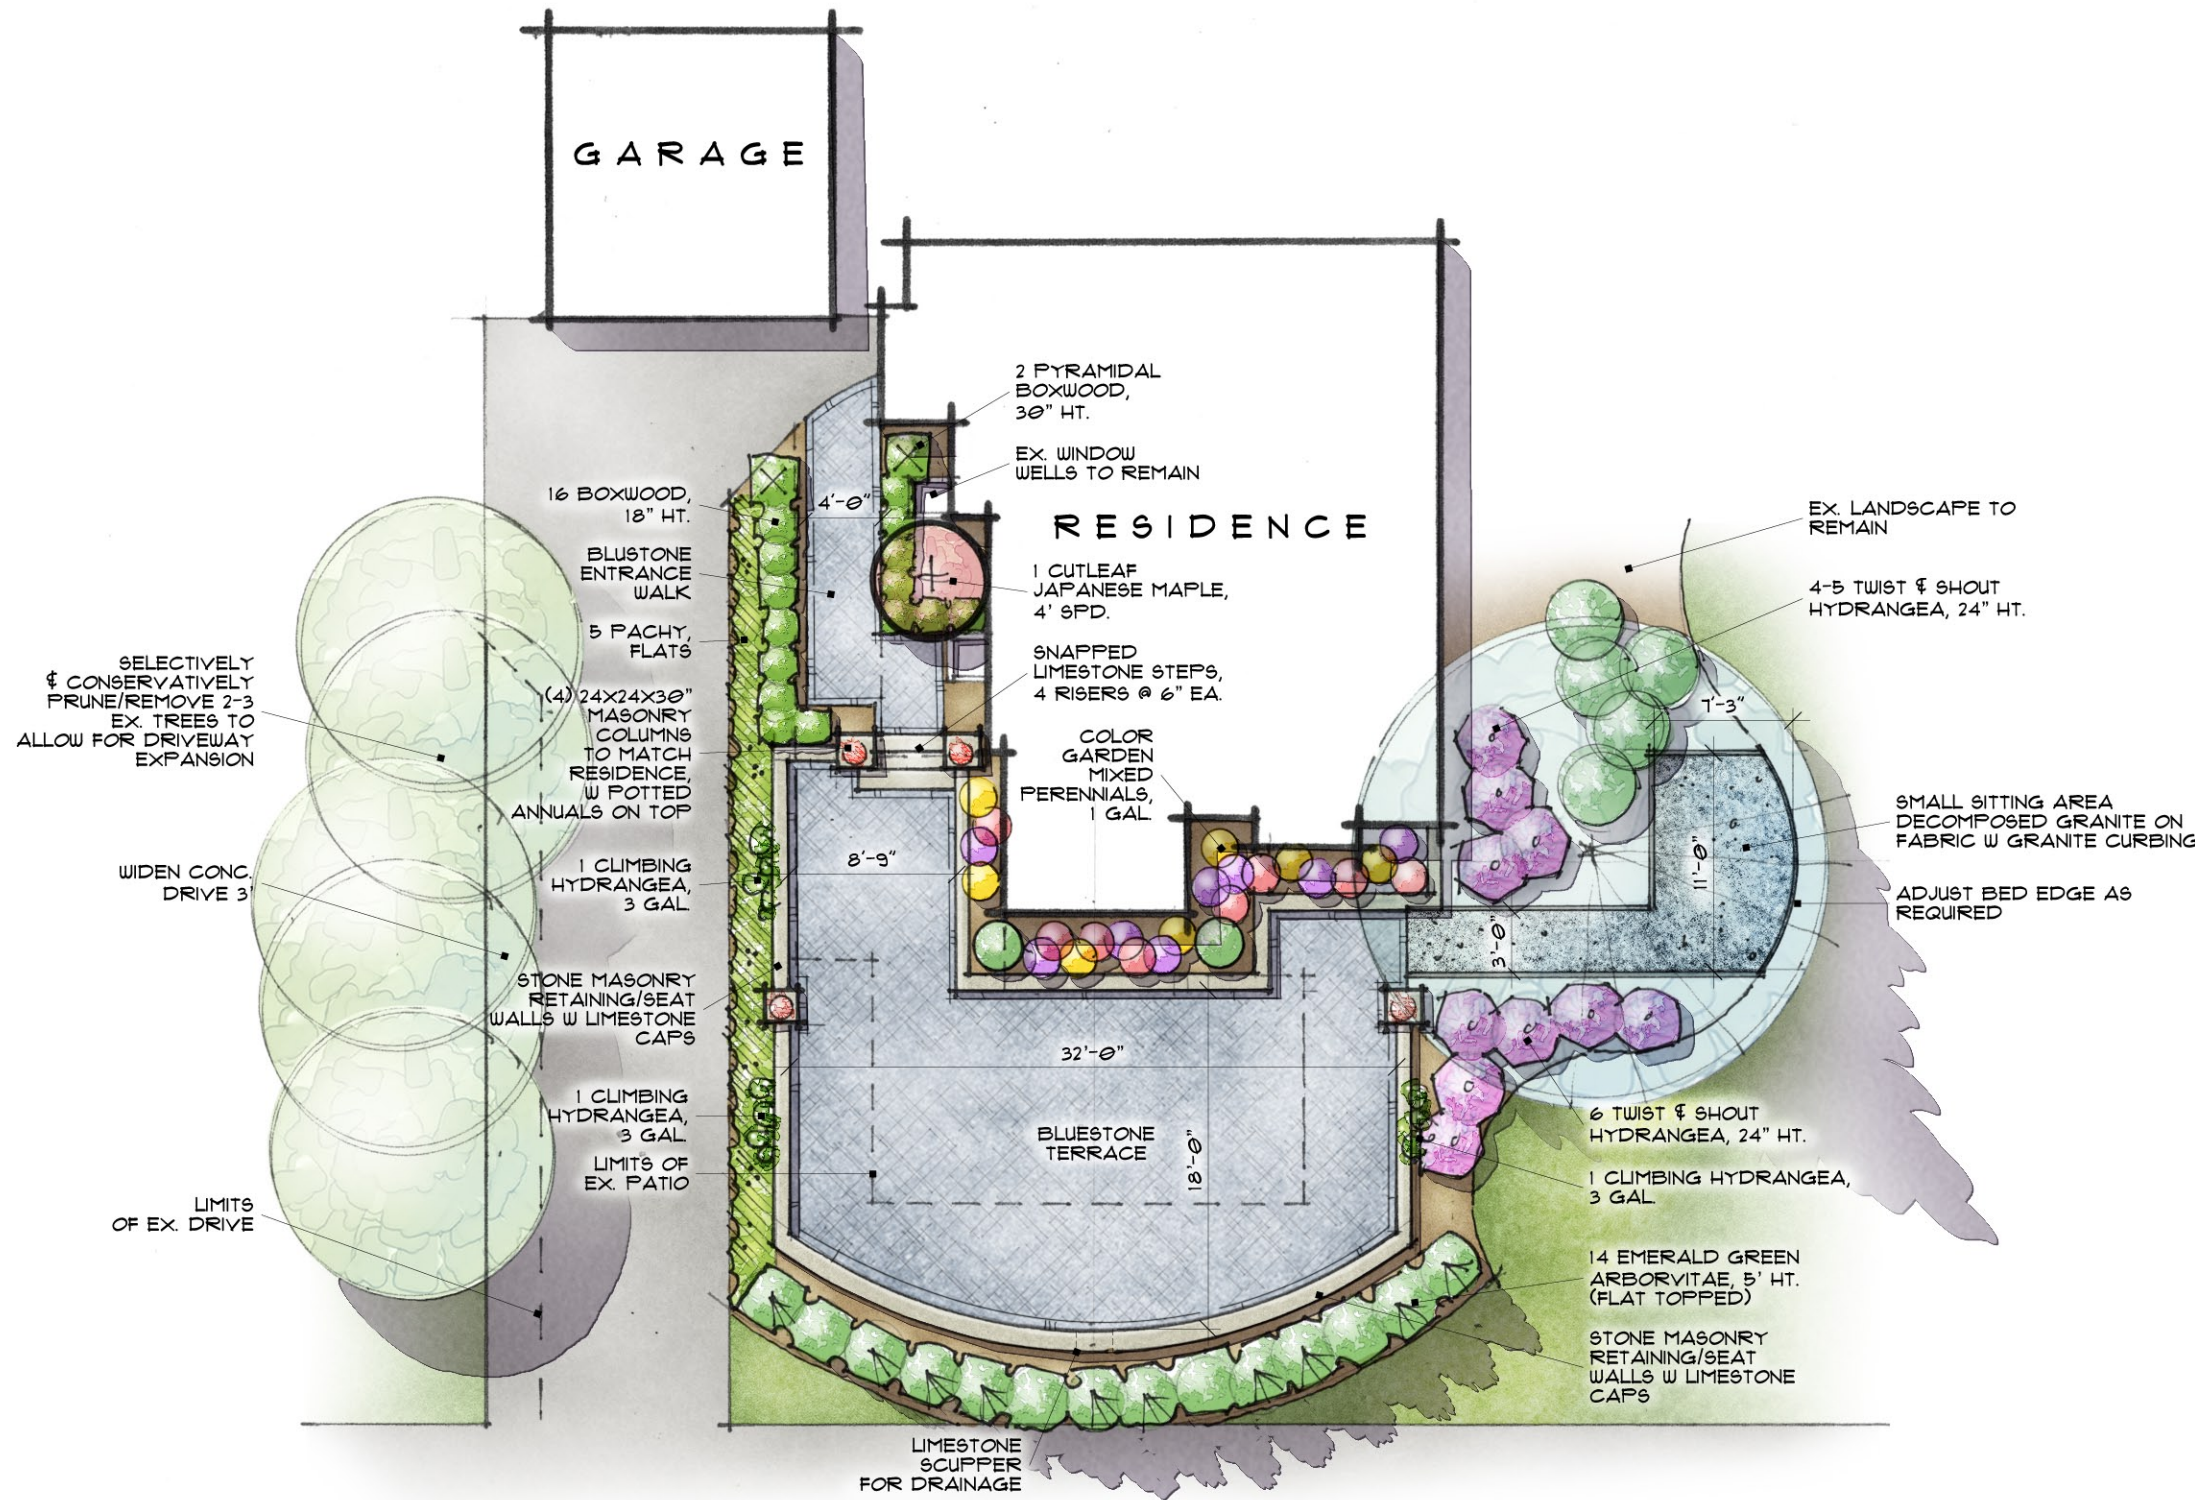 GARAGE
2 PYRAMIDAL
BOXWOOD,
30" HT.
EX. WINDOW
WELLS TO REMAIN
RESIDENCE
1 CUTLEAF
JAPANESE MAPLE,
4' SPD.
SNAPPED
LIMESTONE STEPS,
4 RISERS @ 6" EA.
COLOR
GARDEN
MIXED
PERENNIALS,
1 GAL.
16 BOXWOOD,
18" HT.
4'-0"
BLUSTONE
ENTRANCE
WALK
5 PACHY,
FLATS
SELECTIVELY
& CONSERVATIVELY
PRUNE/REMOVE 2-3
EX. TREES TO
ALLOW FOR DRIVEWAY
EXPANSION
(4) 24X24X30"
MASONRY
COLUMNS
TO MATCH
RESIDENCE,
W POTTED
ANNUALS ON TOP
WIDEN CONC.
DRIVE 3'
1 CLIMBING
HYDRANGEA,
3 GAL.
8'-9"
STONE MASONRY
RETAINING/SEAT
WALLS W LIMESTONE
CAPS
1 CLIMBING
HYDRANGEA,
3 GAL.
LIMITS OF
EX. PATIO
LIMITS
OF EX. DRIVE
32'-0"
BLUESTONE
TERRACE
18'-0"
EX. LANDSCAPE TO
REMAIN
4-5 TWIST & SHOUT
HYDRANGEA, 24" HT.
7'-3"
11'-0"
3'-0"
SMALL SITTING AREA
DECOMPOSED GRANITE ON
FABRIC W GRANITE CURBING
ADJUST BED EDGE AS
REQUIRED
6 TWIST & SHOUT
HYDRANGEA, 24" HT.
1 CLIMBING HYDRANGEA,
3 GAL.
14 EMERALD GREEN
ARBORVITAE, 5' HT.
(FLAT TOPPED)
STONE MASONRY
RETAINING/SEAT
WALLS W LIMESTONE
CAPS
LIMESTONE
SCUPPER
FOR DRAINAGE